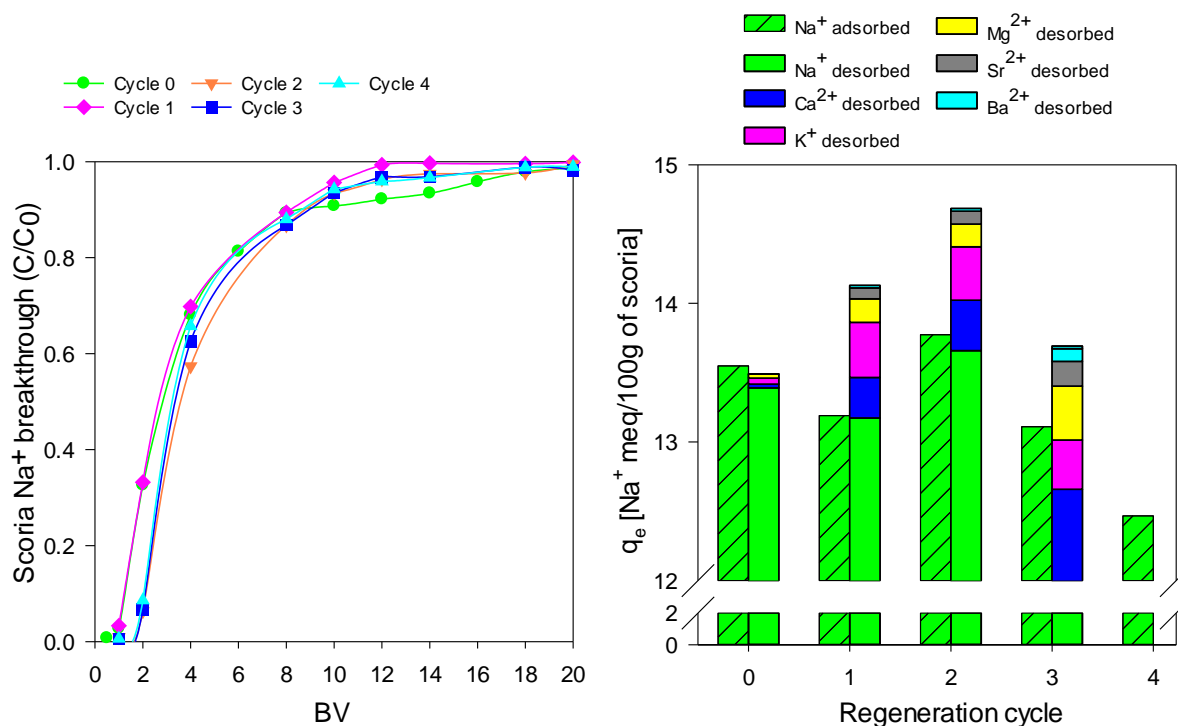 Cycle 0
Cycle 2
Cycle 4
Cycle 1
Cycle 3
Scoria Na⁺ breakthrough (C/C0)
1.0
0.8
0.6
0.4
0.2
0.0
0 2 4 6 8 10 12 14 16 18 20
BV
Na⁺ adsorbed
Mg²⁺ desorbed
Na⁺ desorbed
Sr²⁺ desorbed
Ca²⁺ desorbed
Ba²⁺ desorbed
K⁺ desorbed
qₑ [Na⁺ meq/100g of scoria]
15
14
13
12
2
0
0 1 2 3 4
Regeneration cycle